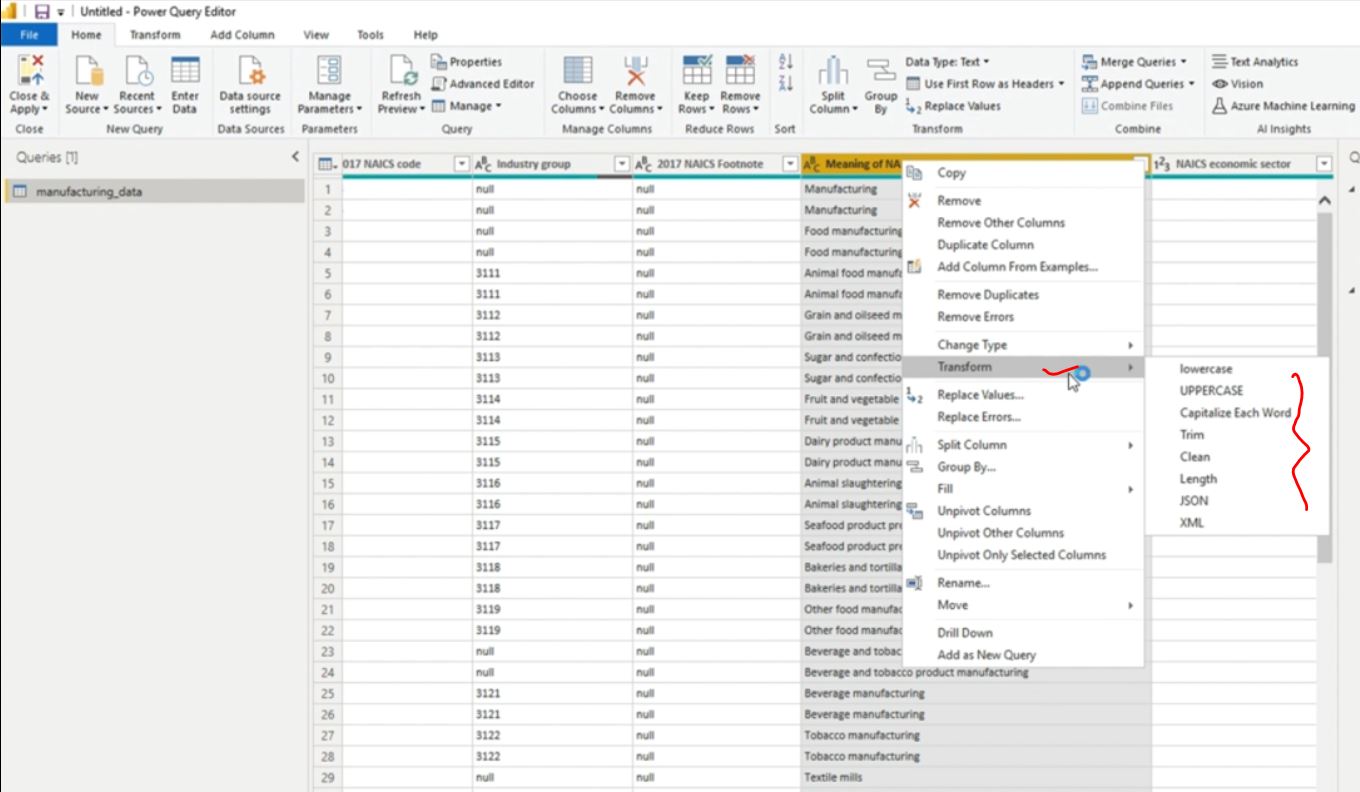 Untitled - Power Query Editor
File Home Transform Add Column View Tools Help
Close & Apply
New Source
Recent Sources
Enter Data
Data source settings
Manage Parameters
Refresh Preview
Properties
Advanced Editor
Manage
Choose Columns
Remove Columns
Keep Rows
Remove Rows
Split Column
Group By
Data Type: Text
Use First Row as Headers
Replace Values
Merge Queries
Append Queries
Combine Files
Text Analytics
Vision
Azure Machine Learning
Close New Query Data Sources Parameters Query Manage Columns Reduce Rows Sort Transform Combine AI Insights
Queries [1]
manufacturing_data
017 NAICS code Industry group 2017 NAICS Footnote Meaning of NA NAICS economic sector
1 null null Manufacturing
2 null null Manufacturing
3 null null Food manufacturing
4 null null Food manufacturing
5 3111 null Animal food manufa
6 3111 null Animal food manufa
7 3112 null Grain and oilseed m
8 3112 null Grain and oilseed m
9 3113 null Sugar and confectio
10 3113 null Sugar and confectio
11 3114 null Fruit and vegetable
12 3114 null Fruit and vegetable
13 3115 null Dairy product manu
14 3115 null Dairy product manu
15 3116 null Animal slaughtering
16 3116 null Animal slaughtering
17 3117 null Seafood product pre
18 3117 null Seafood product pre
19 3118 null Bakeries and tortilla
20 3118 null Bakeries and tortilla
21 3119 null Other food manufac
22 3119 null Other food manufac
23 null null Beverage and tobac
24 null null Beverage and tobacco product manufacturing
25 3121 null Beverage manufacturing
26 3121 null Beverage manufacturing
27 3122 null Tobacco manufacturing
28 3122 null Tobacco manufacturing
29 null null Textile mills
Copy
Remove
Remove Other Columns
Duplicate Column
Add Column From Examples...
Remove Duplicates
Remove Errors
Change Type
Transform
Replace Values...
Replace Errors...
Split Column
Group By...
Fill
Unpivot Columns
Unpivot Other Columns
Unpivot Only Selected Columns
Rename...
Move
Drill Down
Add as New Query
lowercase
UPPERCASE
Capitalize Each Word
Trim
Clean
Length
JSON
XML